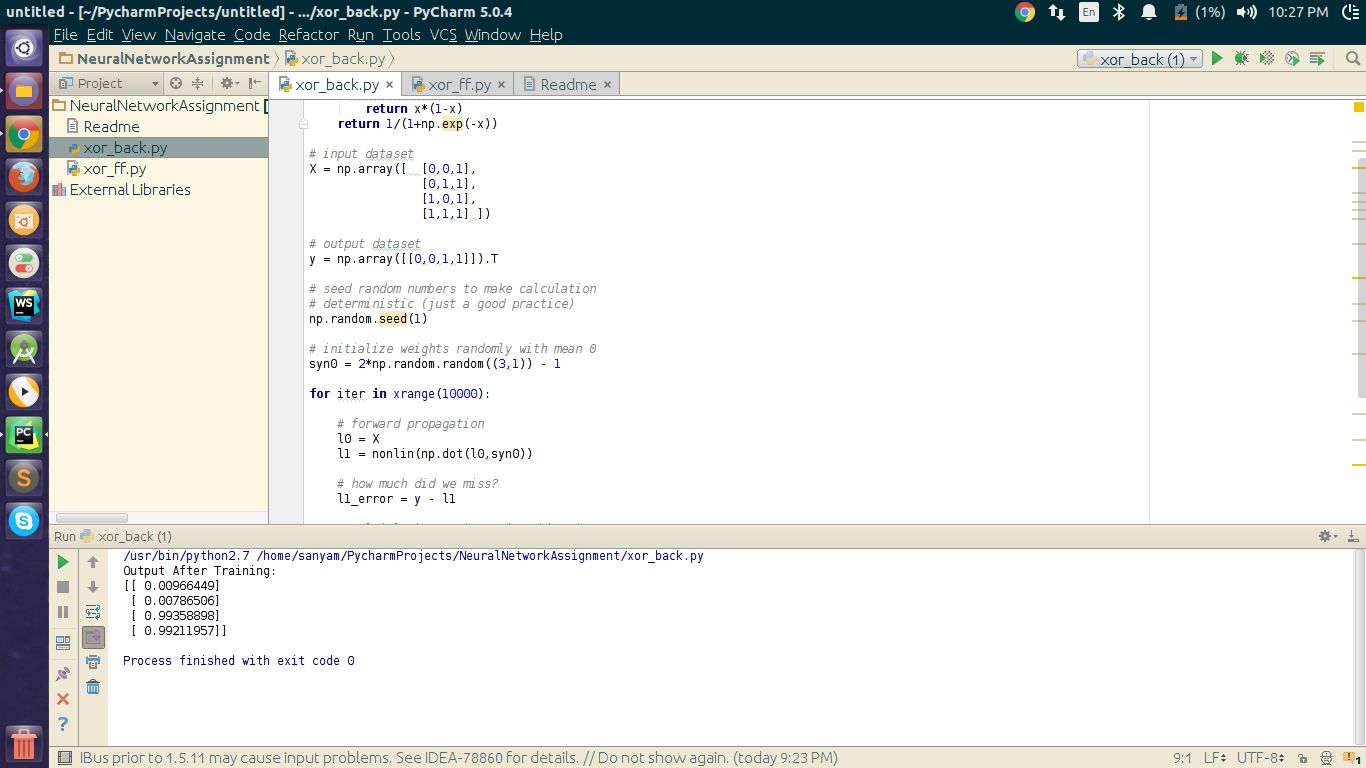 untitled - [~/PycharmProjects/untitled] - .../xor_back.py - PyCharm 5.0.4
En
(1%)
10:27 PM
File Edit View Navigate Code Refactor Run Tools VCS Window Help
NeuralNetworkAssignment
xor_back.py
xor_back (1)
Project
xor_back.py
xor_ff.py
Readme
NeuralNetworkAssignment [
Readme
xor_back.py
xor_ff.py
External Libraries
return x*(1-x)
return 1/(1+np.exp(-x))
# input dataset
X = np.array([ [0,0,1],
[0,1,1],
[1,0,1],
[1,1,1] ])
# output dataset
y = np.array([[0,0,1,1]]).T
# seed random numbers to make calculation
# deterministic (just a good practice)
np.random.seed(1)
# initialize weights randomly with mean 0
syn0 = 2*np.random.random((3,1)) - 1
for iter in xrange(10000):
# forward propagation
l0 = X
l1 = nonlin(np.dot(l0,syn0))
# how much did we miss?
l1_error = y - l1
Run
xor_back (1)
/usr/bin/python2.7 /home/sanyam/PycharmProjects/NeuralNetworkAssignment/xor_back.py
Output After Training:
[[ 0.00966449]
[ 0.00786506]
[ 0.99358898]
[ 0.99211957]]
Process finished with exit code 0
IBus prior to 1.5.11 may cause input problems. See IDEA-78860 for details. // Do not show again. (today 9:23 PM)
9:1 LF UTF-8
1
WS
PC
S